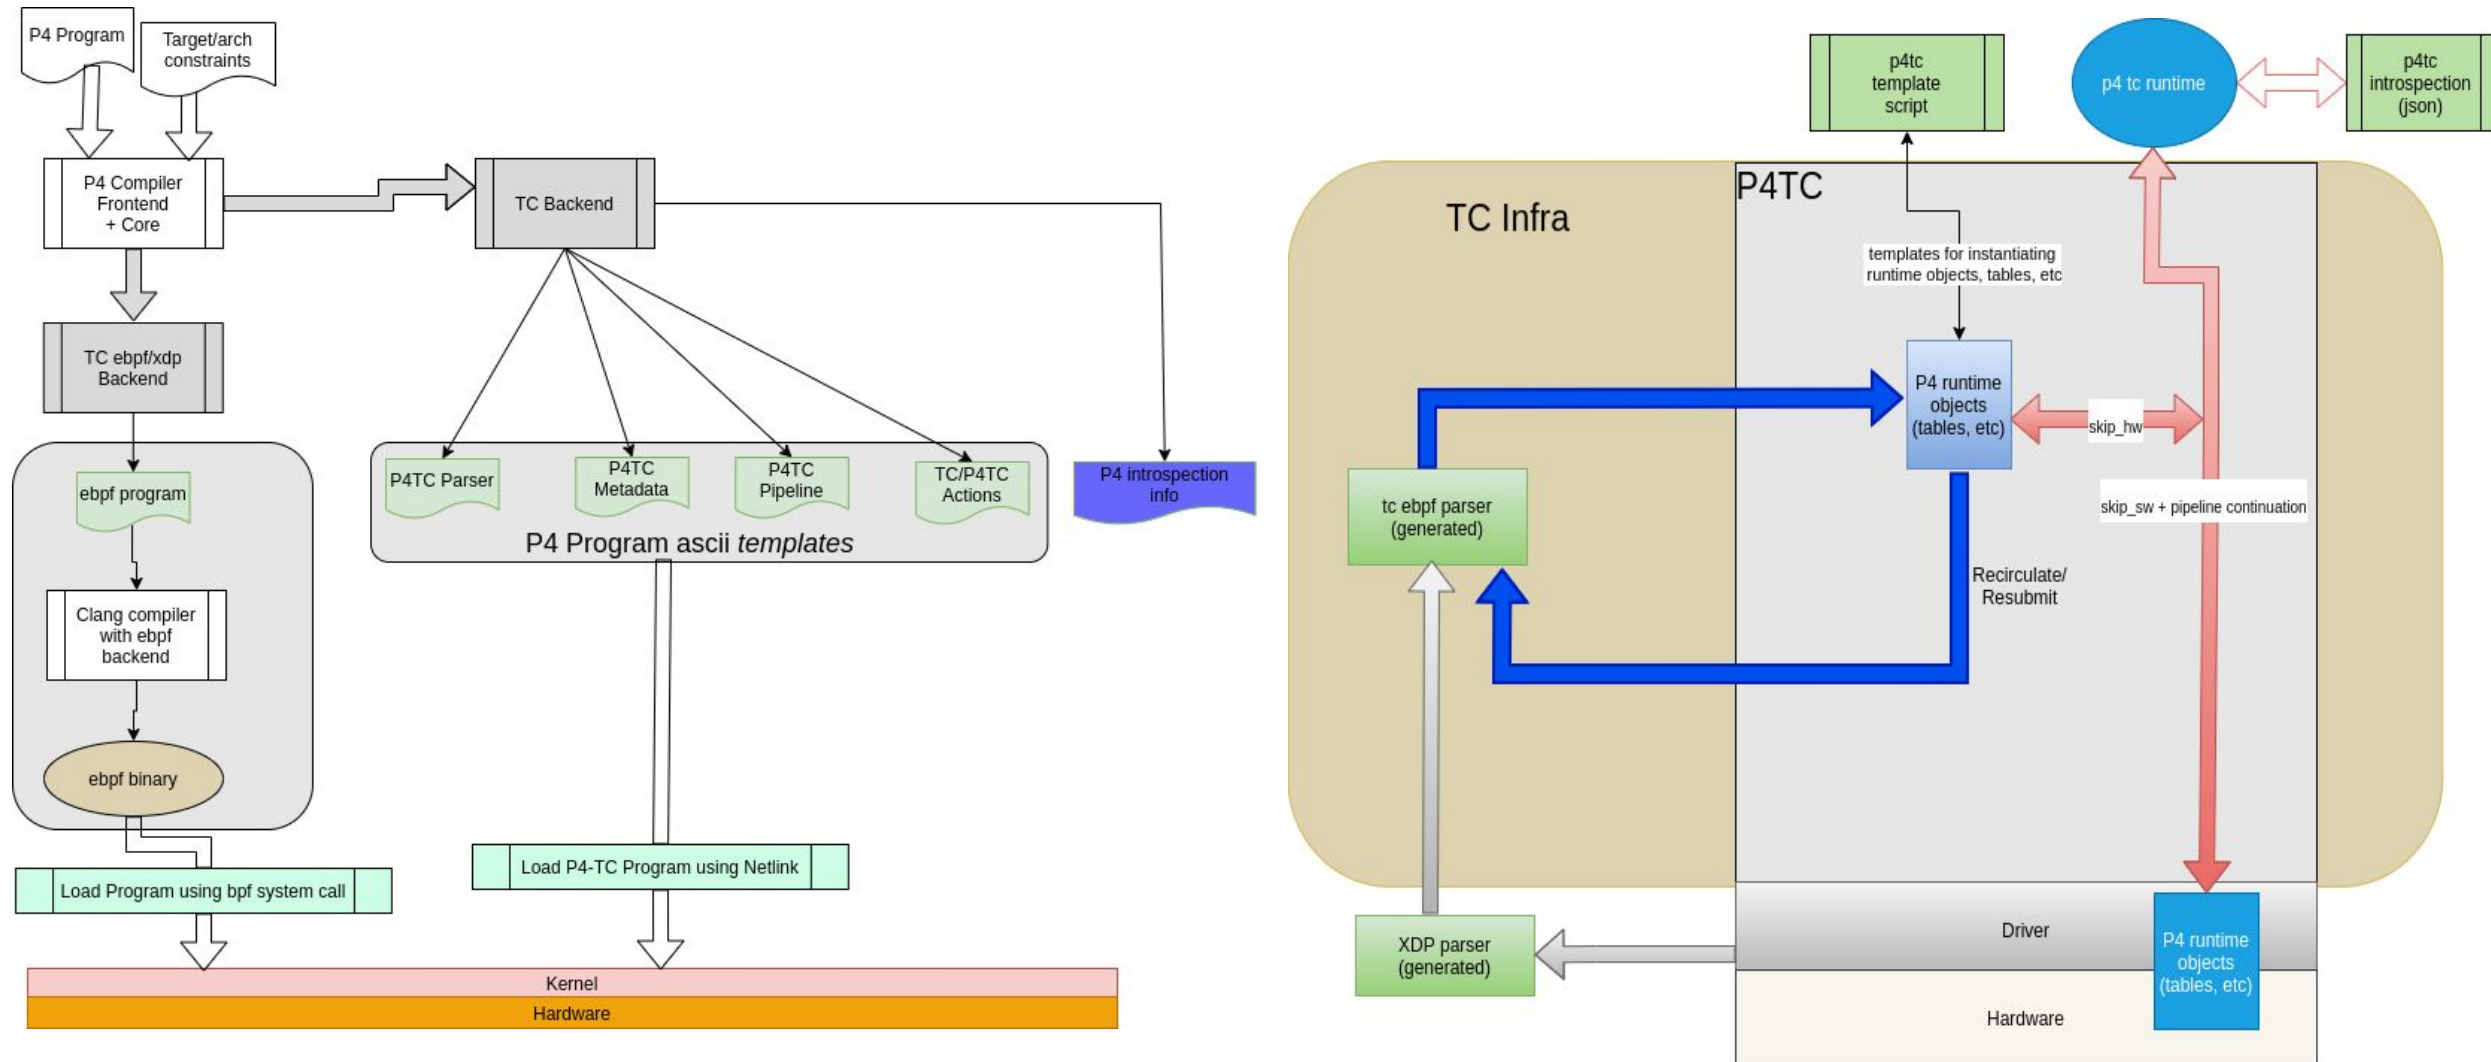 P4 Program
Target/arch
constraints
P4 Compiler
Frontend
+ Core
TC Backend
TC ebpf/xdp
Backend
ebpf program
Clang compiler
with ebpf
backend
ebpf binary
Load Program using bpf system call
P4TC Parser
P4TC
Metadata
P4TC
Pipeline
TC/P4TC
Actions
P4 Program ascii templates
P4 introspection
info
Load P4-TC Program using Netlink
Kernel
Hardware
p4tc
template
script
p4 tc runtime
p4tc
introspection
(json)
TC Infra
P4TC
templates for instantiating
runtime objects, tables, etc
P4 runtime
objects
(tables, etc)
skip_hw
skip_sw + pipeline continuation
tc ebpf parser
(generated)
Recirculate/
Resubmit
XDP parser
(generated)
Driver
P4 runtime
objects
(tables, etc)
Hardware